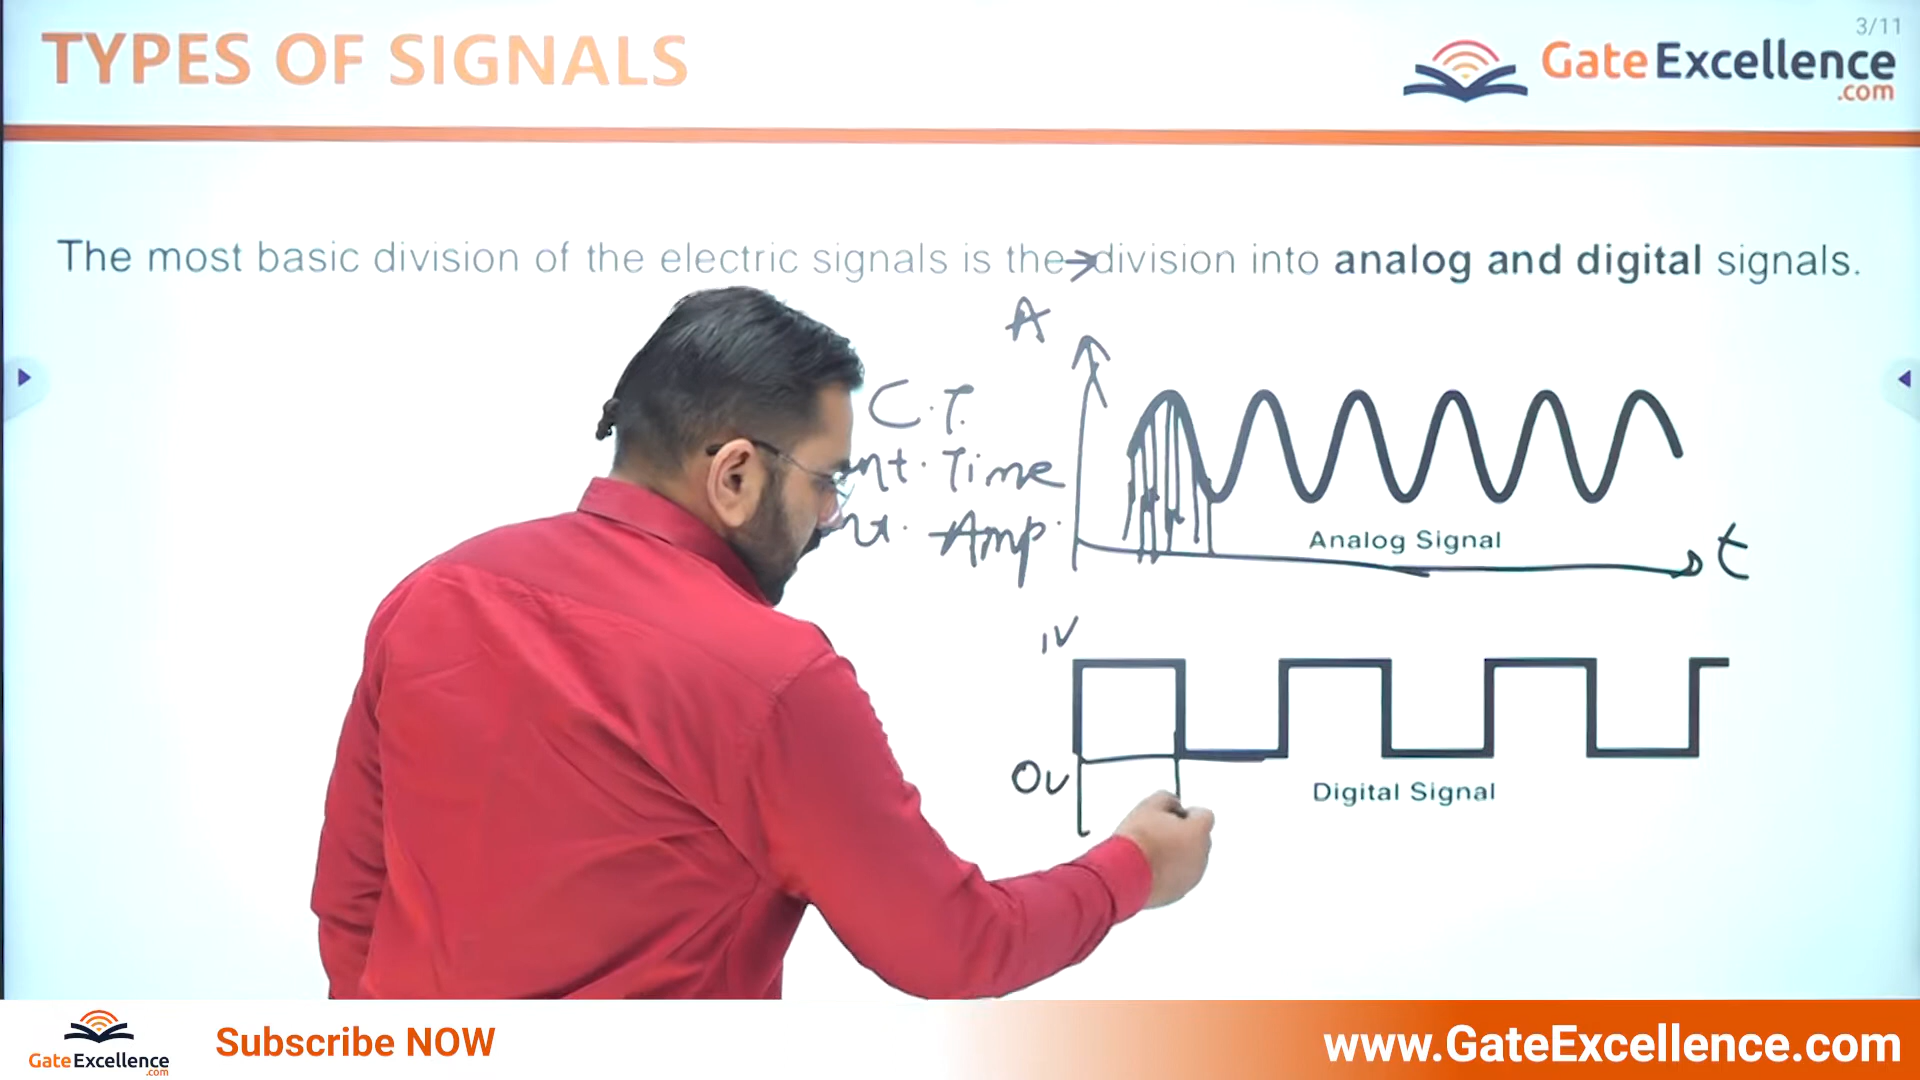 3/11
TYPES OF SIGNALS
GateExcellence
.com
The most basic division of the electric signals is the division into analog and digital signals.
A
C.T.
nt. Time
Amp.
Analog Signal
t
1V
0V
Digital Signal
GateExcellence
.com
Subscribe NOW
www.GateExcellence.com